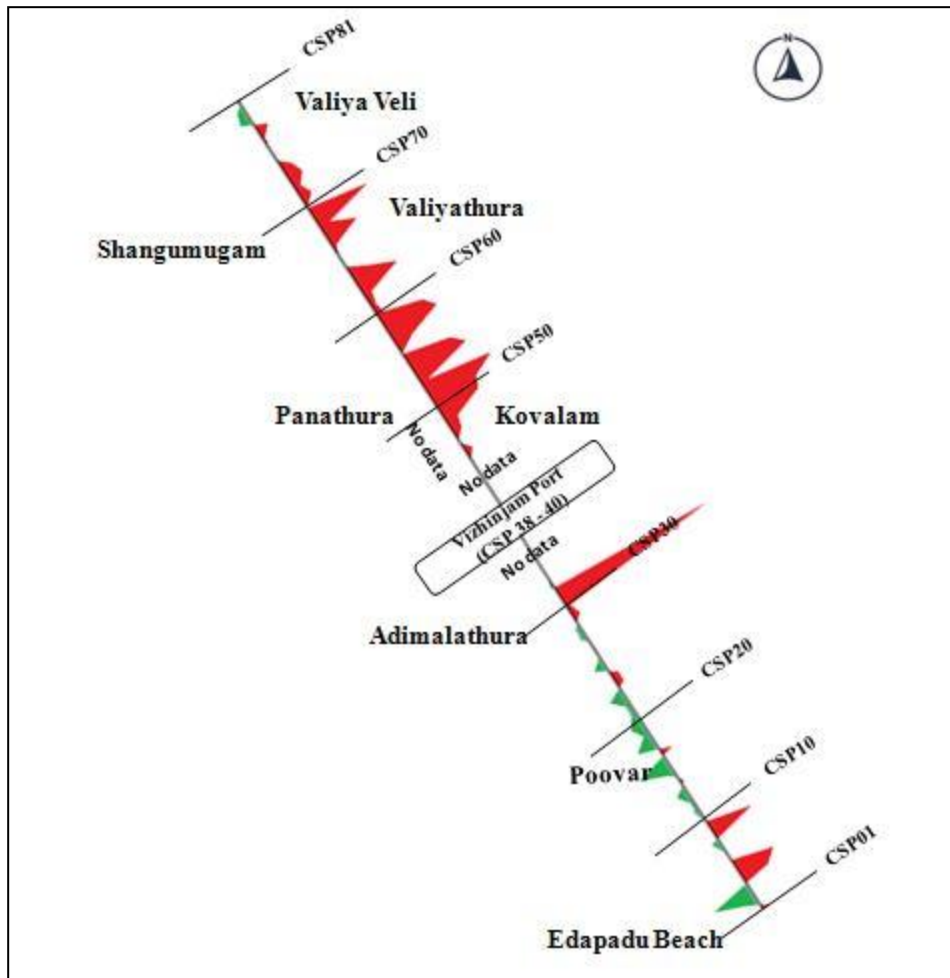 CSP81
N
Valiya Veli
CSP70
Valiyathura
Shangumugam
CSP60
CSP50
Panathura
Kovalam
No data
No data
Vizhinjam Port
(CSP 38 - 40)
No data
CSP30
Adimalathura
CSP20
Poovar
CSP10
CSP01
Edapadu Beach